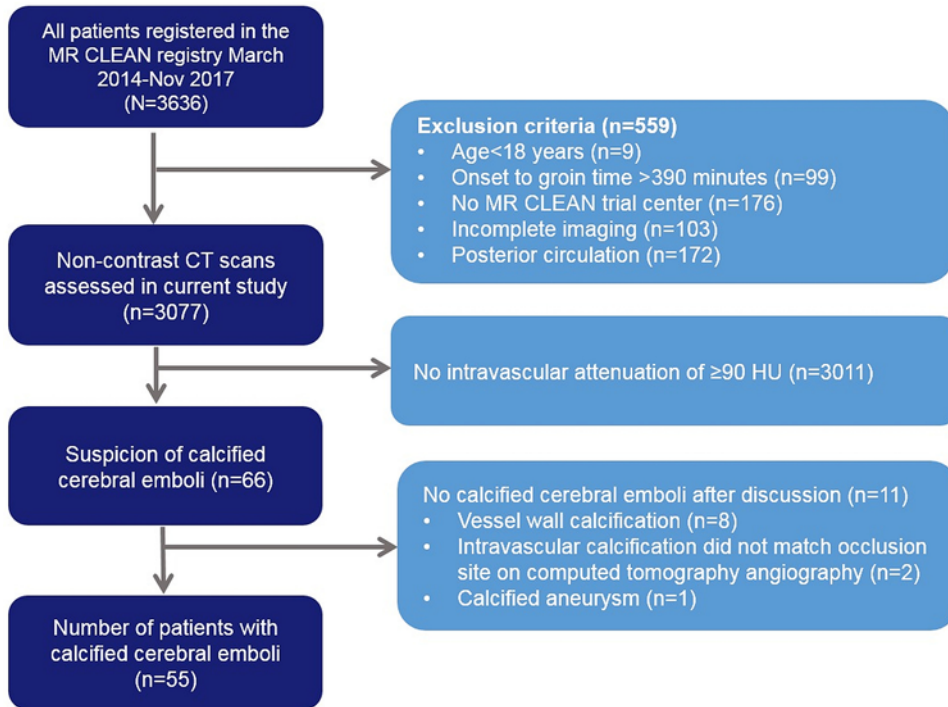 All patients registered in the
MR CLEAN registry March
2014-Nov 2017
(N=3636)
Exclusion criteria (n=559)
• Age<18 years (n=9)
• Onset to groin time >390 minutes (n=99)
• No MR CLEAN trial center (n=176)
• Incomplete imaging (n=103)
• Posterior circulation (n=172)
Non-contrast CT scans
assessed in current study
(n=3077)
No intravascular attenuation of ≥90 HU (n=3011)
Suspicion of calcified
cerebral emboli (n=66)
No calcified cerebral emboli after discussion (n=11)
• Vessel wall calcification (n=8)
• Intravascular calcification did not match occlusion
site on computed tomography angiography (n=2)
• Calcified aneurysm (n=1)
Number of patients with
calcified cerebral emboli
(n=55)